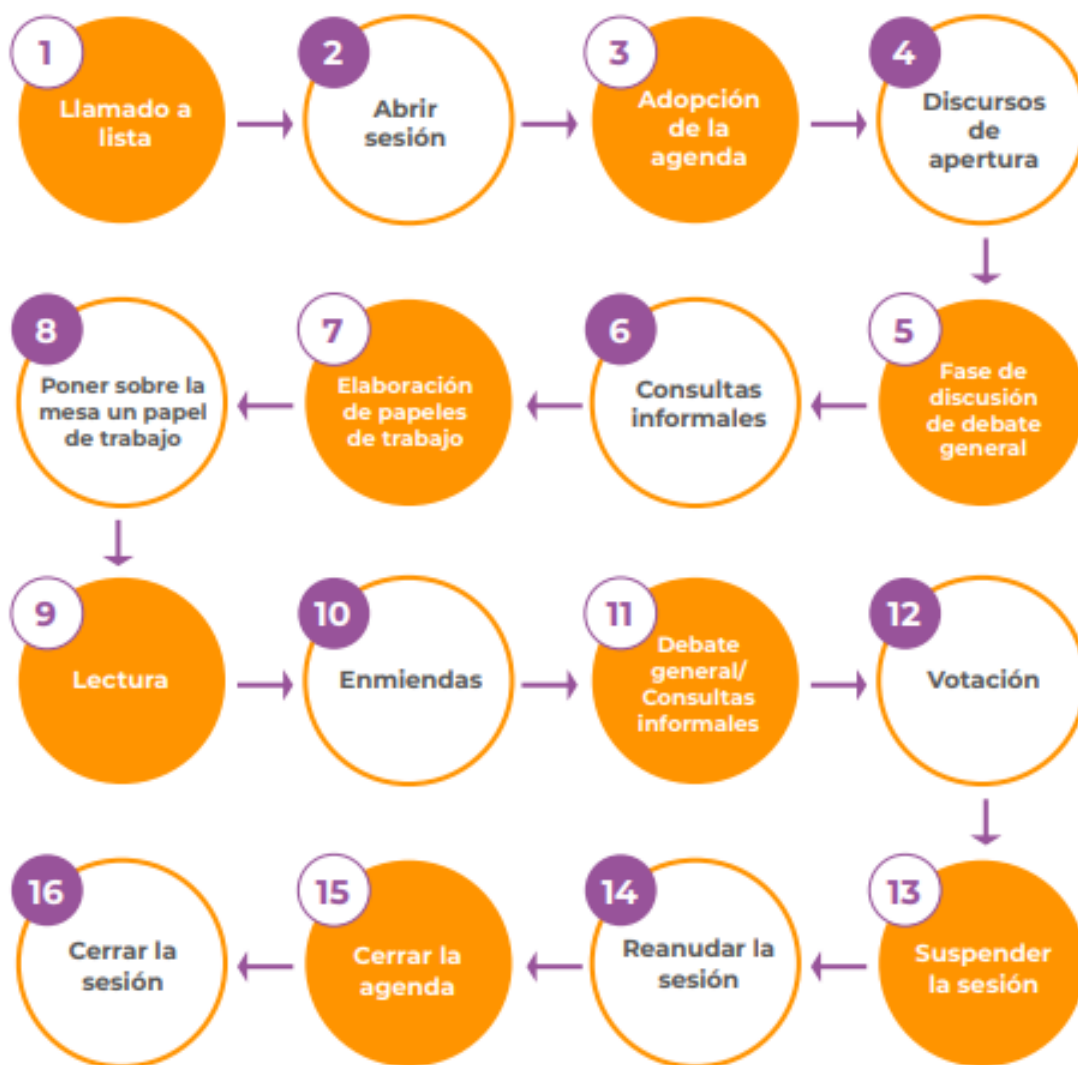 1
Llamado a
lista
2
Abrir
sesión
3
Adopción
de la
agenda
4
Discursos
de
apertura
5
Fase de
discusión
de debate
general
6
Consultas
informales
7
Elaboración
de papeles
de trabajo
8
Poner sobre la
mesa un papel
de trabajo
9
Lectura
10
Enmiendas
11
Debate
general/
Consultas
informales
12
Votación
13
Suspender
la sesión
14
Reanudar la
sesión
15
Cerrar la
agenda
16
Cerrar la
sesión